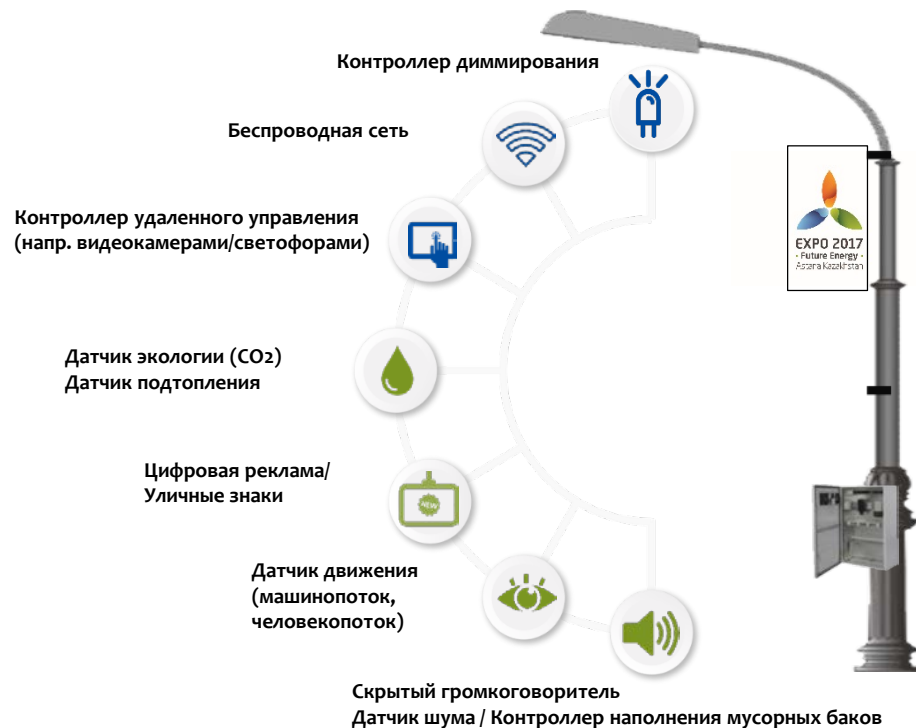 Контроллер диммирования
Беспроводная сеть
Контроллер удаленного управления
(напр. видеокамерами/светофорами)
EXPO 2017
• Future Energy •
Astana Kazakhstan
Датчик экологии (CO2)
Датчик подтопления
Цифровая реклама/
Уличные знаки
NEW
Датчик движения
(машинопоток,
человекопоток)
Скрытый громкоговоритель
Датчик шума / Контроллер наполнения мусорных баков